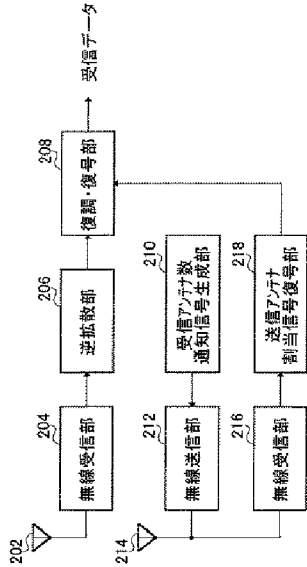 202
204
無線受信部
206
逆拡散部
208
復調・復号部
受信データ
214
212
無線送信部
210
受信アンテナ数
通知信号生成部
216
無線受信部
218
送信アンテナ
割当信号復号部